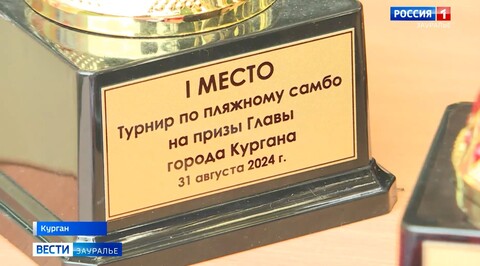 РОССИЯ 1
I МЕСТО
Турнир по пляжному самбо
на призы Главы
города Кургана
31 августа 2024 г.
Курган
ВЕСТИ ЗАУРАЛЬЕ